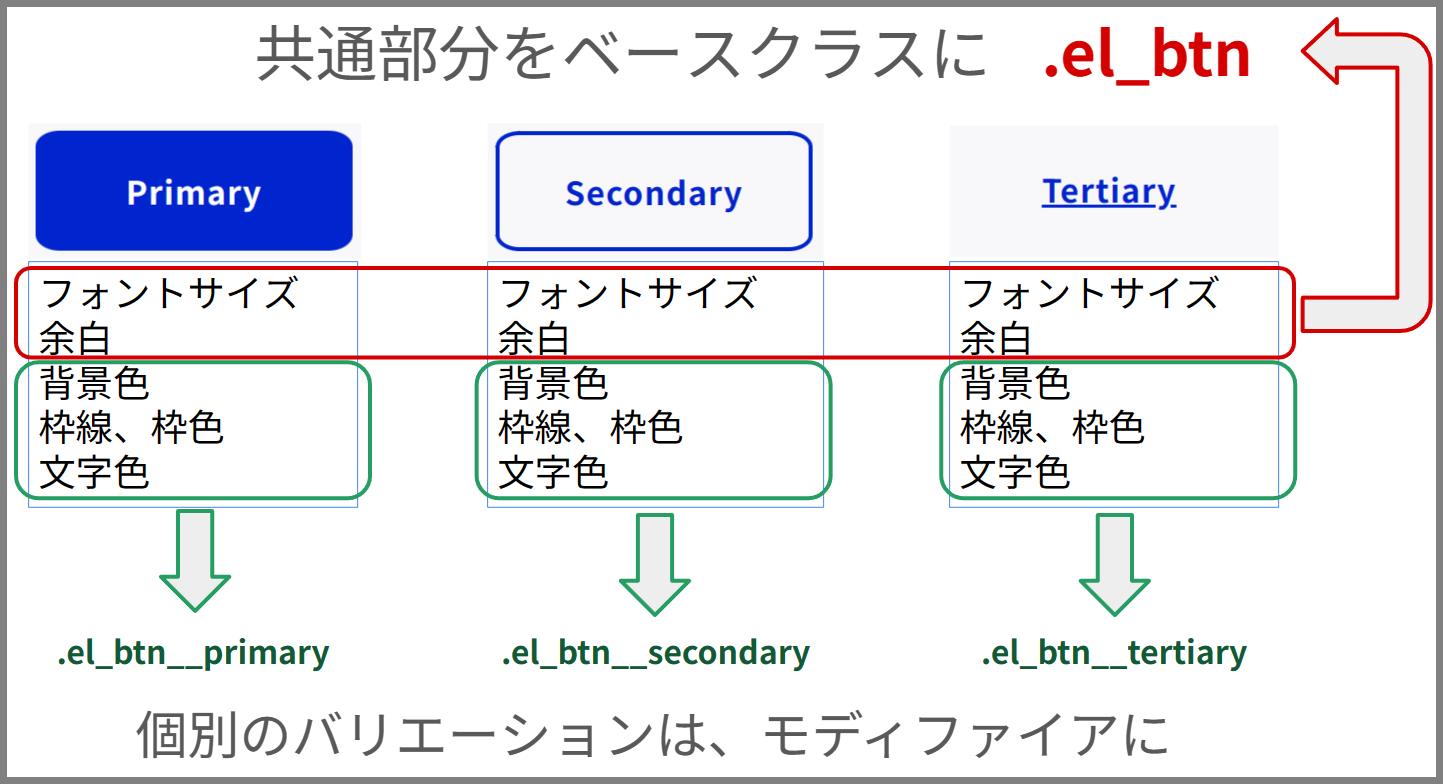 共通部分をベースクラスに .el_btn
Primary
Secondary
Tertiary
フォントサイズ
余白
背景色
枠線、枠色
文字色
フォントサイズ
余白
背景色
枠線、枠色
文字色
フォントサイズ
余白
背景色
枠線、枠色
文字色
.el_btn__primary
.el_btn__secondary
.el_btn__tertiary
個別のバリエーションは、モディファイアに